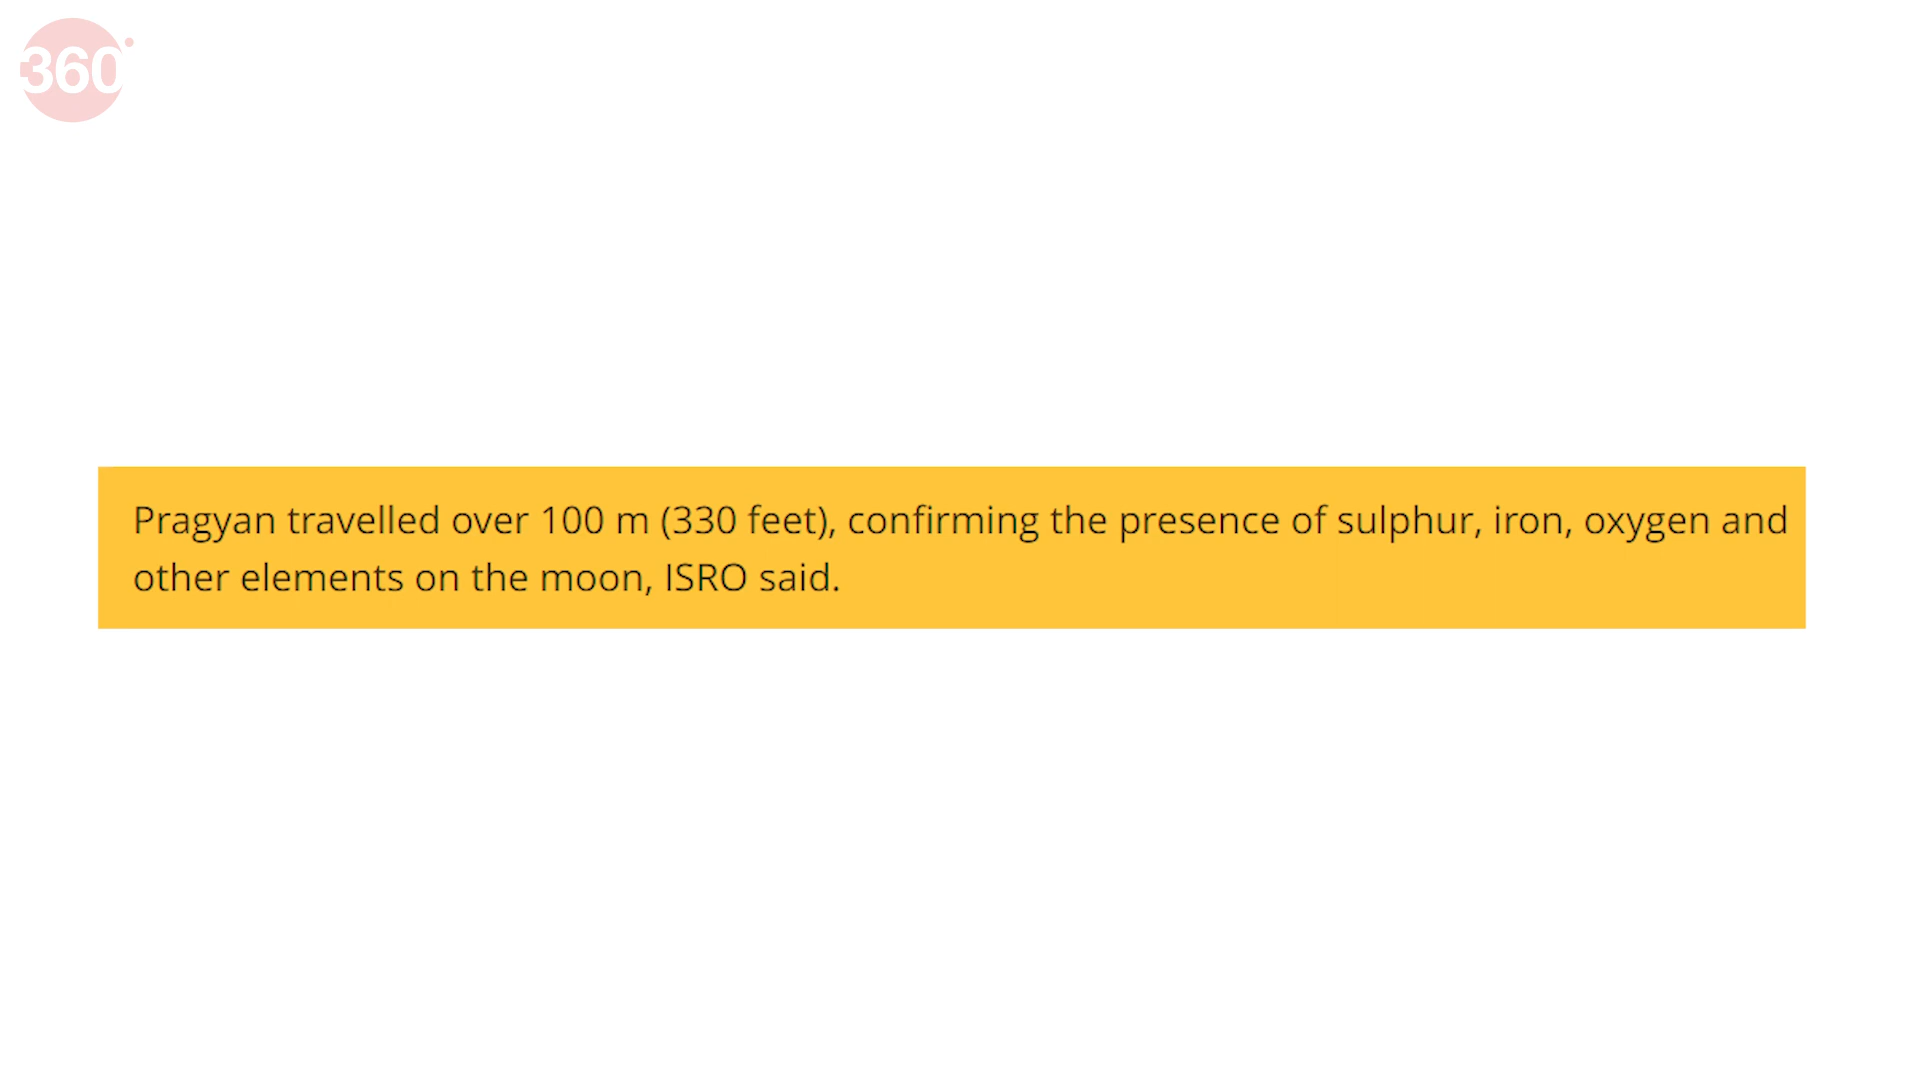 360°
Pragyan travelled over 100 m (330 feet), confirming the presence of sulphur, iron, oxygen and
other elements on the moon, ISRO said.